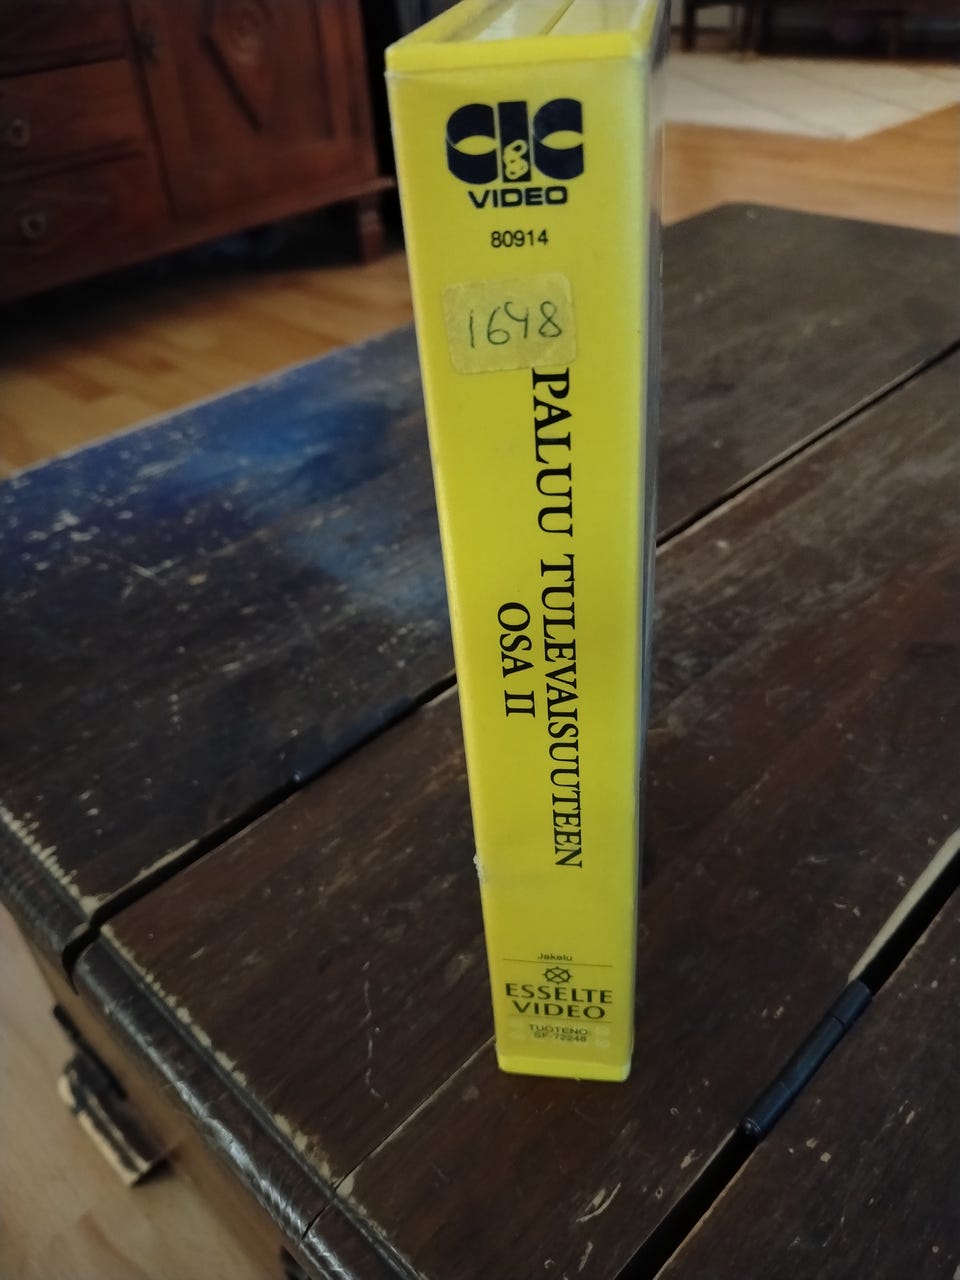 CIC
VIDEO
80914
1648
PALUU TULEVAISUUTEEN
OSA II
Jakelu
ESSELTE
VIDEO
TUOTENO:
SF-72248